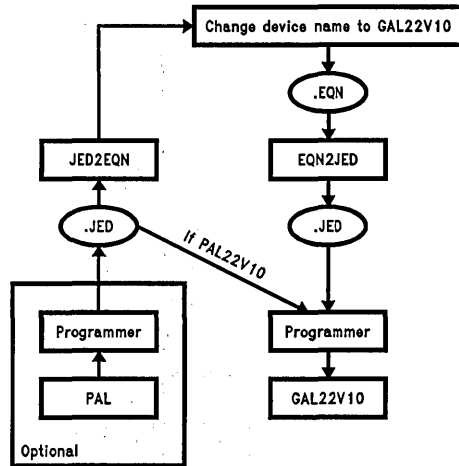 Change device name to GAL22V10
.EQN
JED2EQN
EQN2JED
.JED
.JED
If PAL22V10
Programmer
Programmer
PAL
GAL22V10
Optional